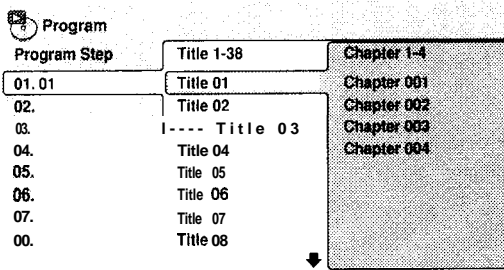 Program
Program Step Title 1-38 Chapter 1-4
01. 01 Title 01 Chapter 001
02. Title 02 Chapter 002
03. I---- Title 03 Chapter 003
04. Title 04 Chapter 004
05. Title 05
06. Title 06
07. Title 07
00. Title 08